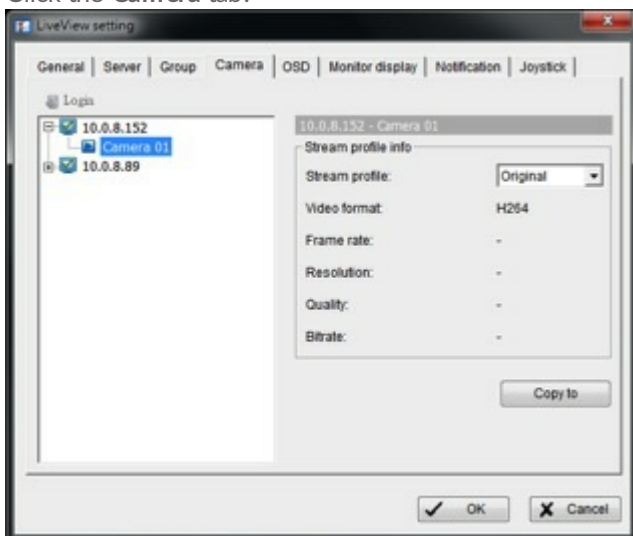 Click the Camera tab.
LiveView setting
General Server Group Camera OSD Monitor display Notification Joystick
Login
10.0.8.152
Camera 01
10.0.8.89
10.0.8.152 - Camera 01
Stream profile info
Stream profile: Original
Video format: H264
Frame rate: -
Resolution: -
Quality: -
Bitrate: -
Copy to
OK Cancel